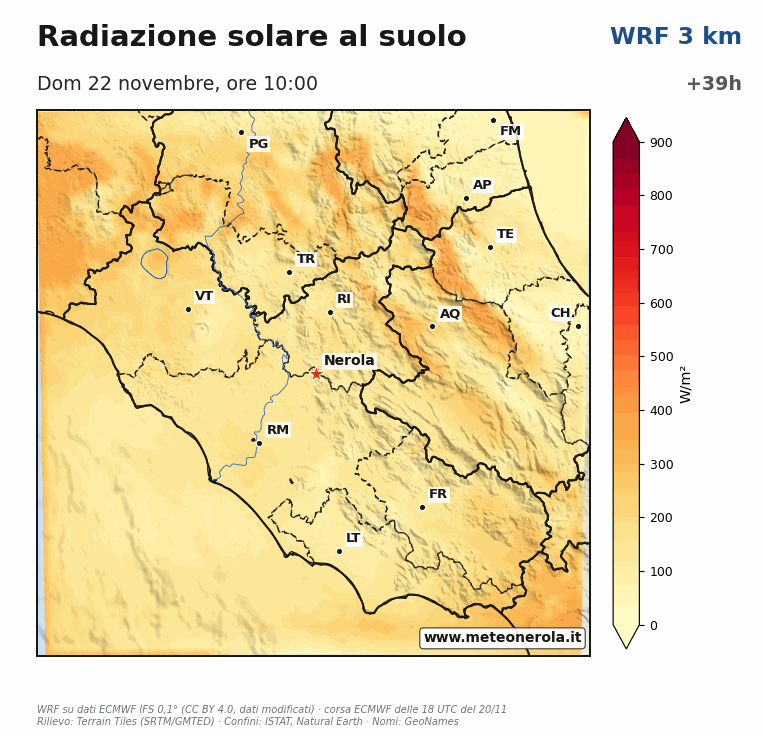 Radiazione solare al suolo
WRF 3 km
Dom 22 novembre, ore 10:00
+39h
FM
PG
AP
TE
TR
VT
RI
AQ
CH
Nerola
RM
FR
LT
www.meteonerola.it
900
800
700
600
500
400
300
200
100
0
W/m²
WRF su dati ECMWF IFS 0,1° (CC BY 4.0, dati modificati) · corsa ECMWF delle 18 UTC del 20/11
Rilievo: Terrain Tiles (SRTM/GMTED) · Confini: ISTAT, Natural Earth · Nomi: GeoNames